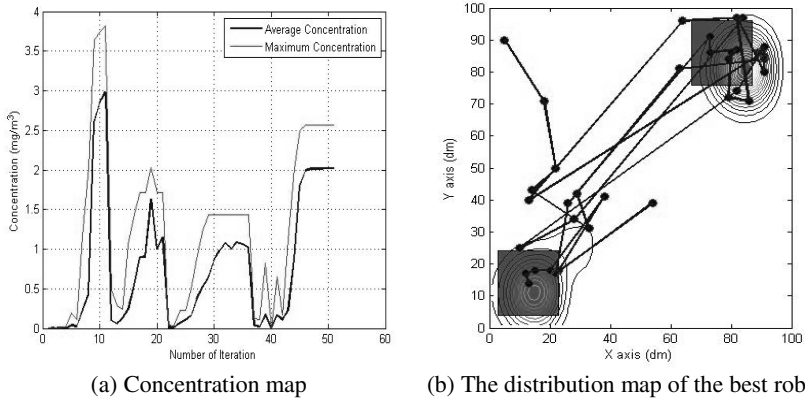 4
3.5
3
2.5
2
1.5
1
0.5
0
Concentration (mg/m³)
Average Concentration
Maximum Concentration
0 10 20 30 40 50 60
Number of Iteration
(a) Concentration map
100
90
80
70
60
50
40
30
20
10
0
Y axis (dm)
0 20 40 60 80 100
X axis (dm)
(b) The distribution map of the best rob